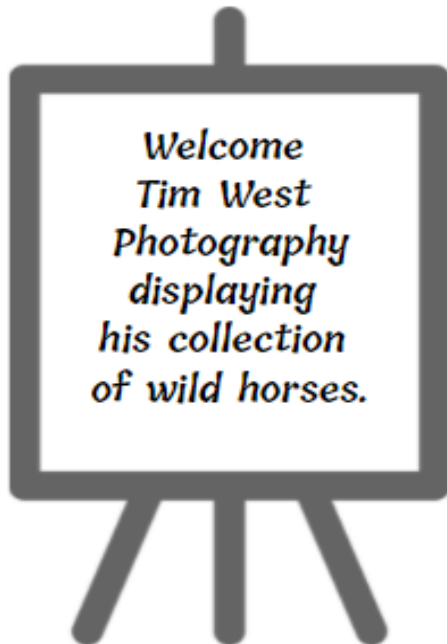 Welcome
Tim West
Photography
displaying
his collection
of wild horses.